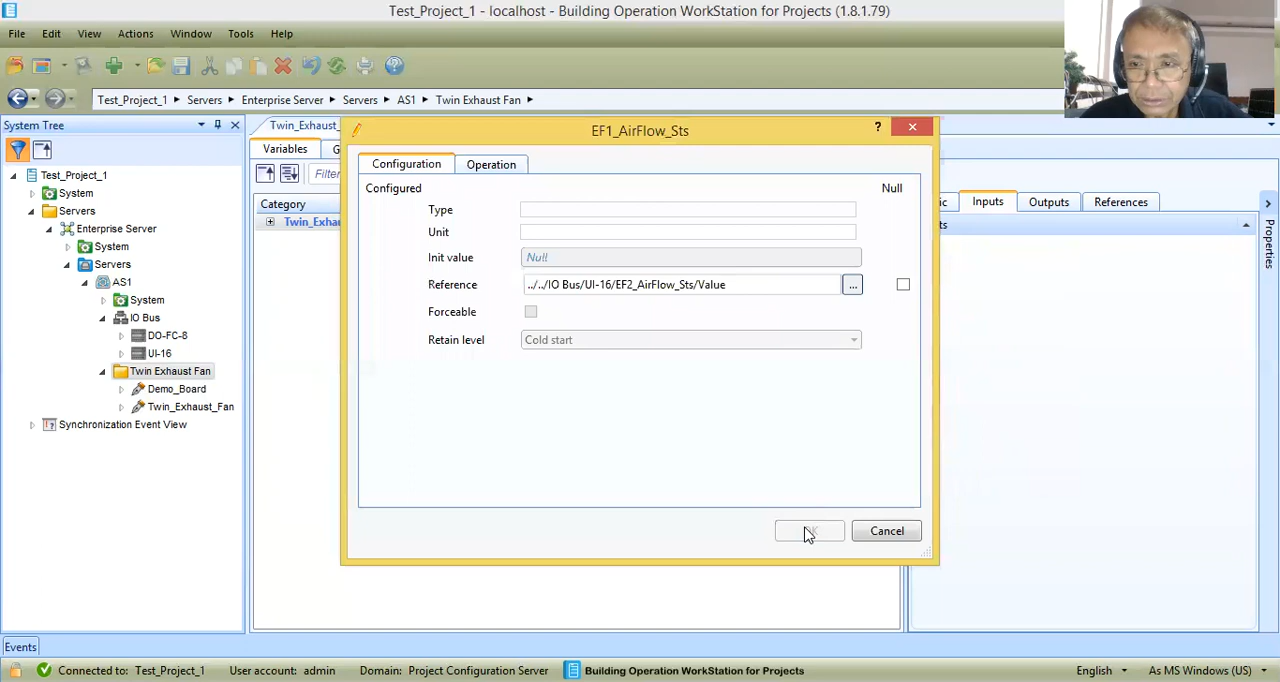 Test_Project_1 - localhost - Building Operation WorkStation for Projects (1.8.1.79)
File Edit View Actions Window Tools Help
Test_Project_1 Servers Enterprise Server Servers AS1 Twin Exhaust Fan
System Tree
Test_Project_1
System
Servers
Enterprise Server
System
Servers
AS1
System
IO Bus
DO-FC-8
UI-16
Twin Exhaust Fan
Demo_Board
Twin_Exhaust_Fan
Synchronization Event View
Twin_Exhaust_
Variables
Filter
Category
Twin_Exhau
EF1_AirFlow_Sts
?
Configuration Operation
Configured Null
Type
Unit
Init value Null
Reference ../../IO Bus/UI-16/EF2_AirFlow_Sts/Value ...
Forceable
Retain level Cold start
Cancel
ic Inputs Outputs References
ts
Properties
Events
Connected to: Test_Project_1 User account: admin Domain: Project Configuration Server Building Operation WorkStation for Projects English As MS Windows (US)